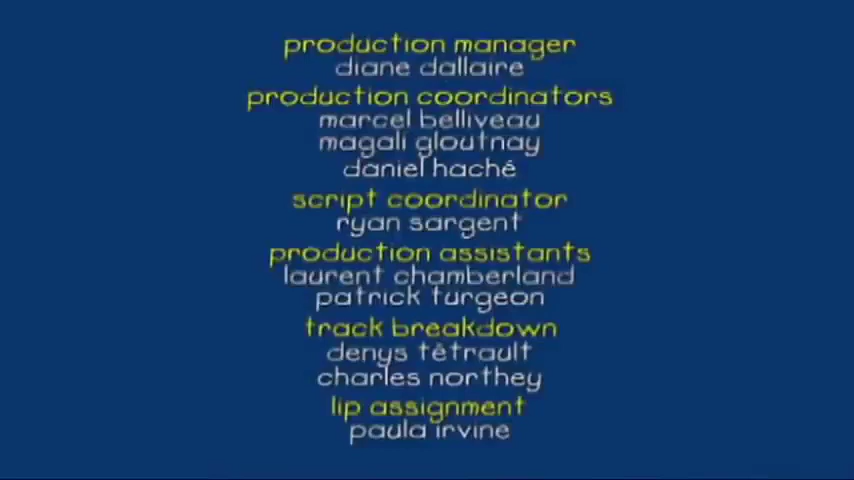 production manager
diane dallaire
production coordinators
marcel belliveau
magali gloutnay
daniel haché
script coordinator
ryan sargent
production assistants
laurent chamberland
patrick turgeon
track breakdown
denys tétrault
charles northey
lip assignment
paula irvine